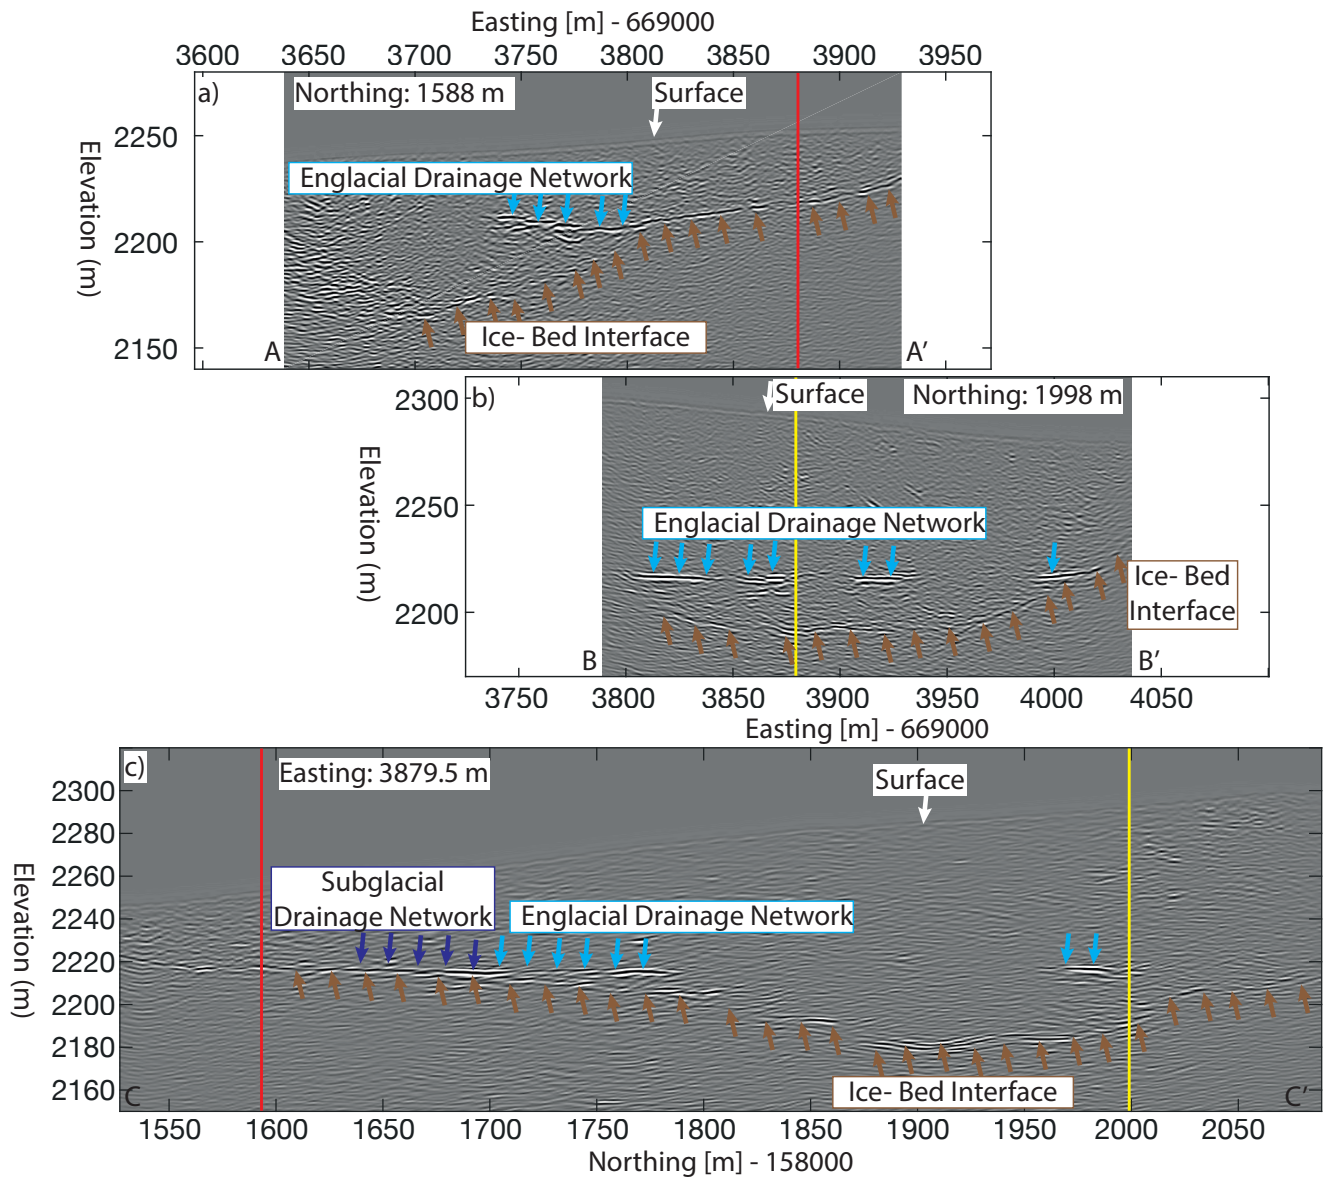 Easting [m] - 669000
3600 3650 3700 3750 3800 3850 3900 3950
a) Northing: 1588 m Surface
2250
Englacial Drainage Network
Elevation (m)
2200
Ice- Bed Interface
2150
A A’
b) Surface Northing: 1998 m
2300
Elevation (m)
2250
Englacial Drainage Network
Ice- Bed
Interface
2200
B B’
3750 3800 3850 3900 3950 4000 4050
Easting [m] - 669000
c) Easting: 3879.5 m Surface
2300
2280
2260
Subglacial
Drainage Network
Englacial Drainage Network
2240
Elevation (m)
2220
2200
2180
2160
Ice- Bed Interface
C C’
1550 1600 1650 1700 1750 1800 1850 1900 1950 2000 2050
Northing [m] - 158000